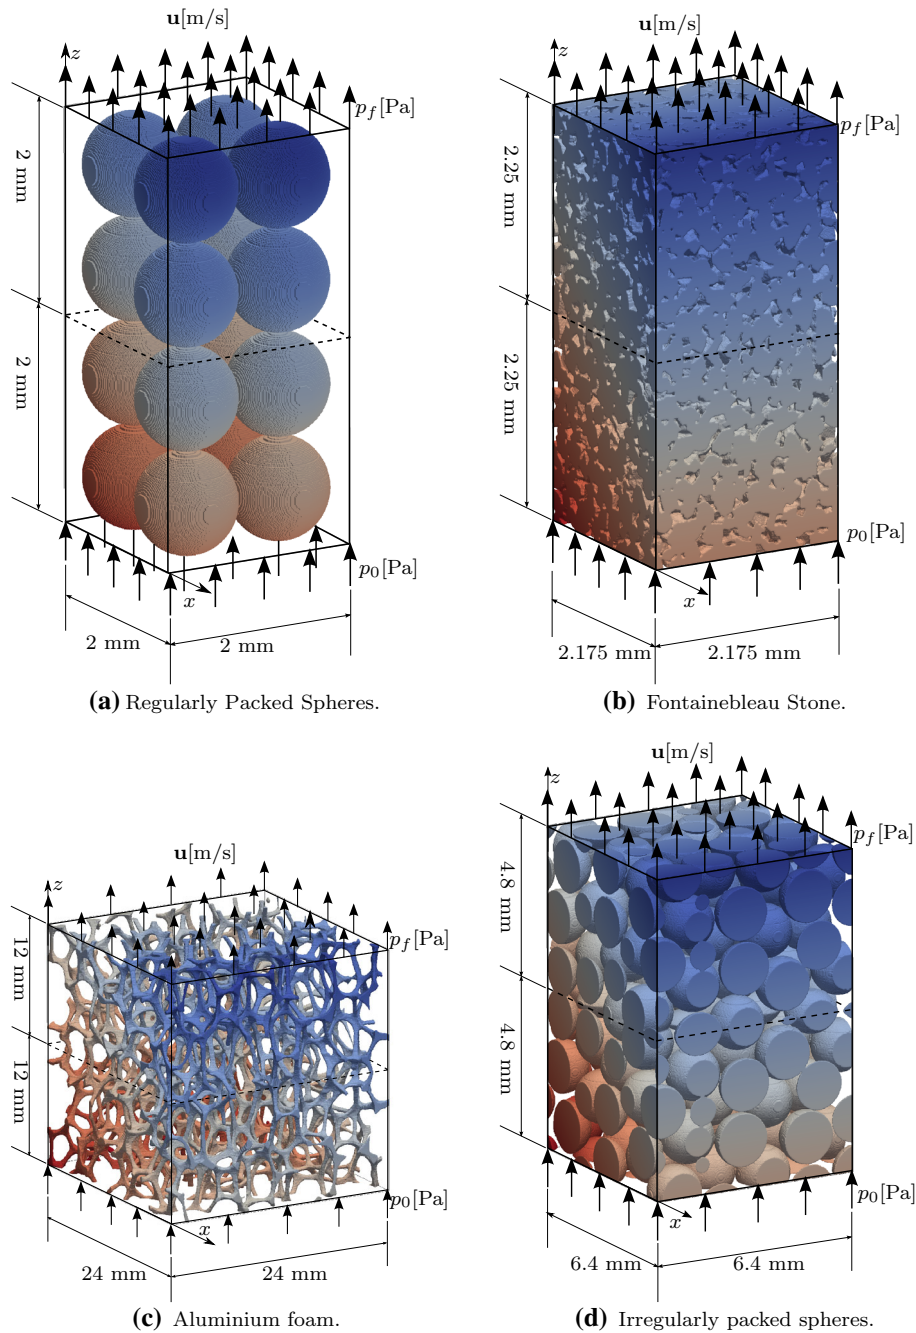 u[m/s]
z
p_f[Pa]
2 mm
2 mm
p_0[Pa]
x
2 mm
2 mm
(a) Regularly Packed Spheres.
u[m/s]
z
p_f[Pa]
2.25 mm
2.25 mm
p_0[Pa]
x
2.175 mm
2.175 mm
(b) Fontainebleau Stone.
u[m/s]
z
p_f[Pa]
12 mm
12 mm
p_0[Pa]
x
24 mm
24 mm
(c) Aluminium foam.
u[m/s]
z
p_f[Pa]
4.8 mm
4.8 mm
p_0[Pa]
x
6.4 mm
6.4 mm
(d) Irregularly packed spheres.